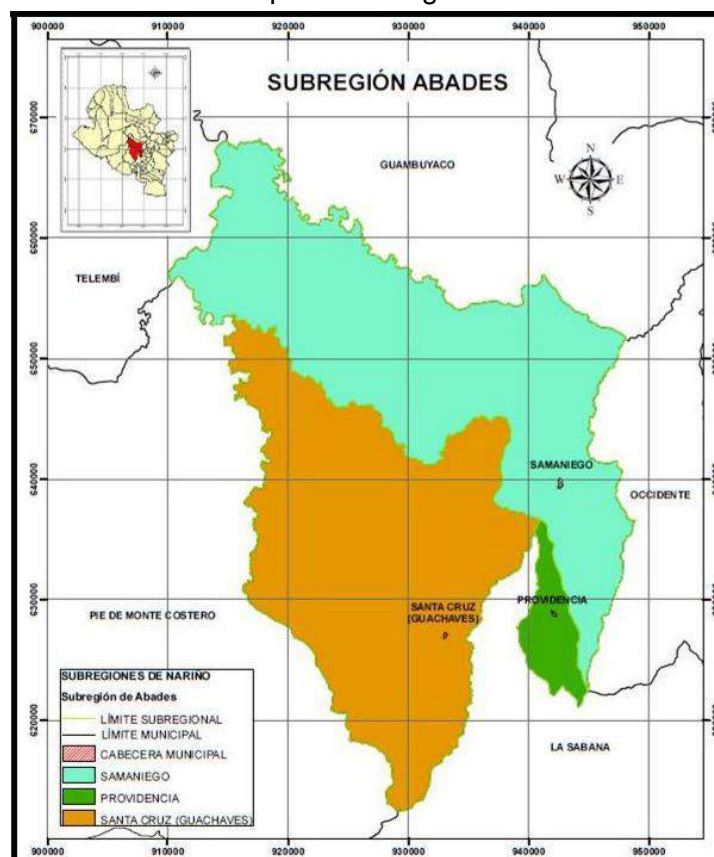 900000 910000 920000 930000 940000 950000
SUBREGIÓN ABADES
670000
GUAMBUYACO
N
W E
S
660000
TELEMBÍ
650000
SAMANIEGO
640000
OCCIDENTE
630000
PROVIDENCIA
SANTA CRUZ
(GUACHAVES)
PIE DE MONTE COSTERO
620000
LA SABANA
SUBREGIONES DE NARIÑO
Subregión de Abades
LÍMITE SUBREGIONAL
LÍMITE MUNICIPAL
CABECERA MUNICIPAL
SAMANIEGO
PROVIDENCIA
SANTA CRUZ (GUACHAVES)
900000 910000 920000 930000 940000 950000